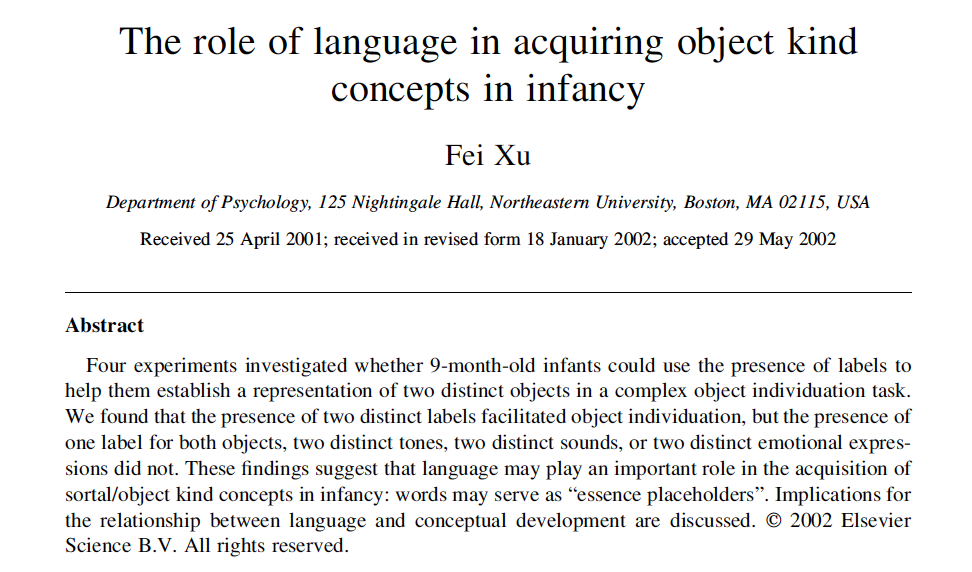 The role of language in acquiring object kind
concepts in infancy
Fei Xu
Department of Psychology, 125 Nightingale Hall, Northeastern University, Boston, MA 02115, USA
Received 25 April 2001; received in revised form 18 January 2002; accepted 29 May 2002
Abstract
Four experiments investigated whether 9-month-old infants could use the presence of labels to
help them establish a representation of two distinct objects in a complex object individuation task.
We found that the presence of two distinct labels facilitated object individuation, but the presence of
one label for both objects, two distinct tones, two distinct sounds, or two distinct emotional expres-
sions did not. These findings suggest that language may play an important role in the acquisition of
sortal/object kind concepts in infancy: words may serve as “essence placeholders”. Implications for
the relationship between language and conceptual development are discussed. © 2002 Elsevier
Science B.V. All rights reserved.